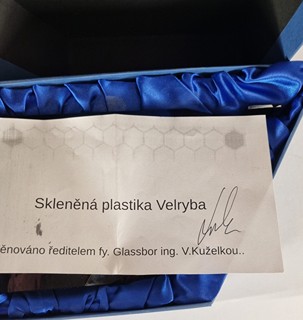 Skleněná plastika Velryba
ěnováno ředitelem fy. Glassbor ing. V.Kuželkou..